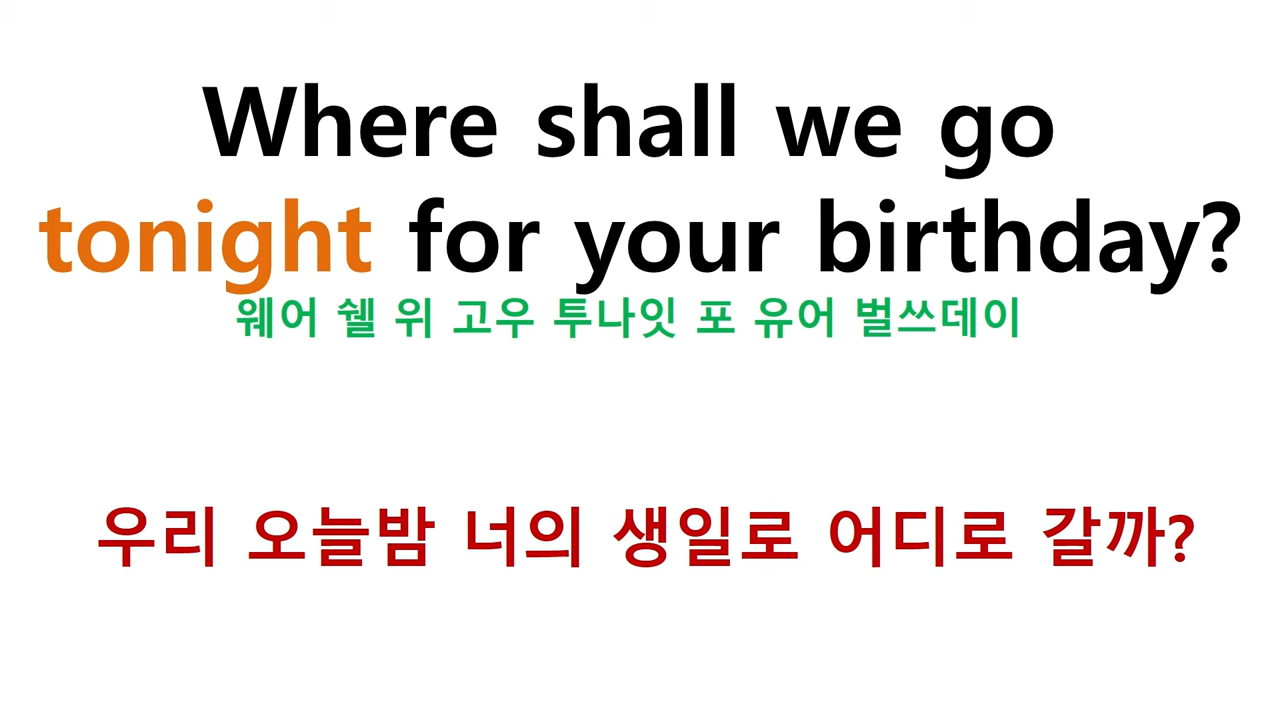 Where shall we go
tonight for your birthday?
웨어 쉘 위 고우 투나잇 포 유어 벌쓰데이
우리 오늘밤 너의 생일로 어디로 갈까?